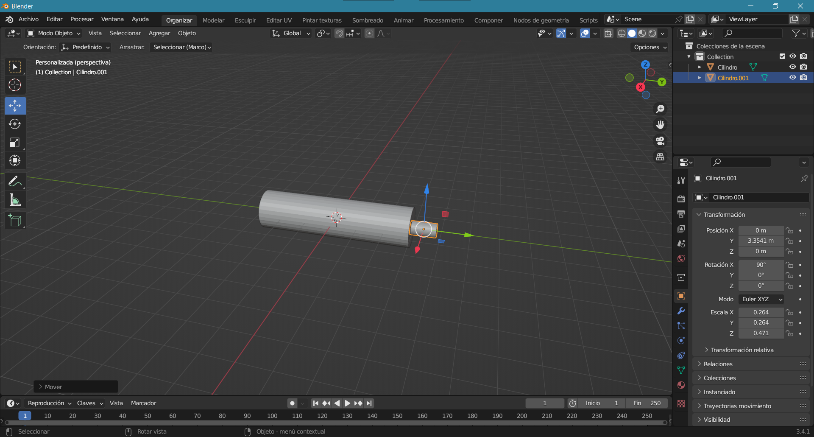 Blender
Archivo Editar Procesar Ventana Ayuda Organizar Modelar Esculpir Editar UV Pintar texturas Sombreado Animar Procesamiento Componer Nodos de geometría Scripts Scene ViewLayer
Modo Objeto Vista Seleccionar Agregar Objeto Global
Orientación: Predefinido Arrastrar: Seleccionar (Marco) Opciones
Personalizada (perspectiva)
(1) Collection | Cilindro.001
Z
Y
X
Mover
Colecciones de la escena
Collection
Cilindro
Cilindro.001
Cilindro.001
Cilindro.001
Transformación
Posición X 0 m
Y 3.3541 m
Z 0 m
Rotación X 90°
Y 0°
Z 0°
Modo Euler XYZ
Escala X 0.264
Y 0.264
Z 0.471
Transformación relativa
Relaciones
Colecciones
Instanciado
Trayectorias movimiento
Visibilidad
Reproducción Claves Vista Marcador 1 Inicio 1 Fin 250
1 10 20 30 40 50 60 70 80 90 100 110 120 130 140 150 160 170 180 190 200 210 220 230 240 250
Seleccionar Rotar vista Objeto - menú contextual 3.4.1